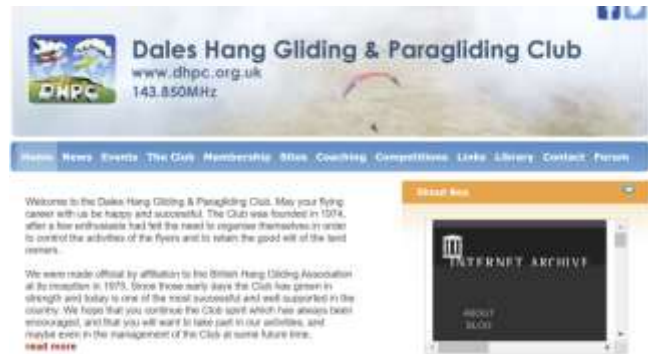 Dales Hang Gliding & Paragliding Club
www.dhpc.org.uk
143.850MHz
DHPC
Home News Events The Club Membership Sites Coaching Competitions Links Library Contact Forum
Welcome to the Dales Hang Gliding & Paragliding Club. May your flying
career with us be happy and successful. The Club was founded in 1974,
after a few enthusiasts had felt the need to organise themselves in order
to control the activities of the flyers and to retain the good will of the land
owners.
We were made official by affiliation to the British Hang Gliding Association
at its inception in 1975. Since those early days the Club has grown in
strength and today is one of the most successful and well supported in the
country. We hope that you continue the Club spirit which has always been
encouraged, and that you will want to take part in our activities, and
maybe even in the management of the Club at some future time.
read more
Shout Box
INTERNET ARCHIVE
ABOUT
BLOG